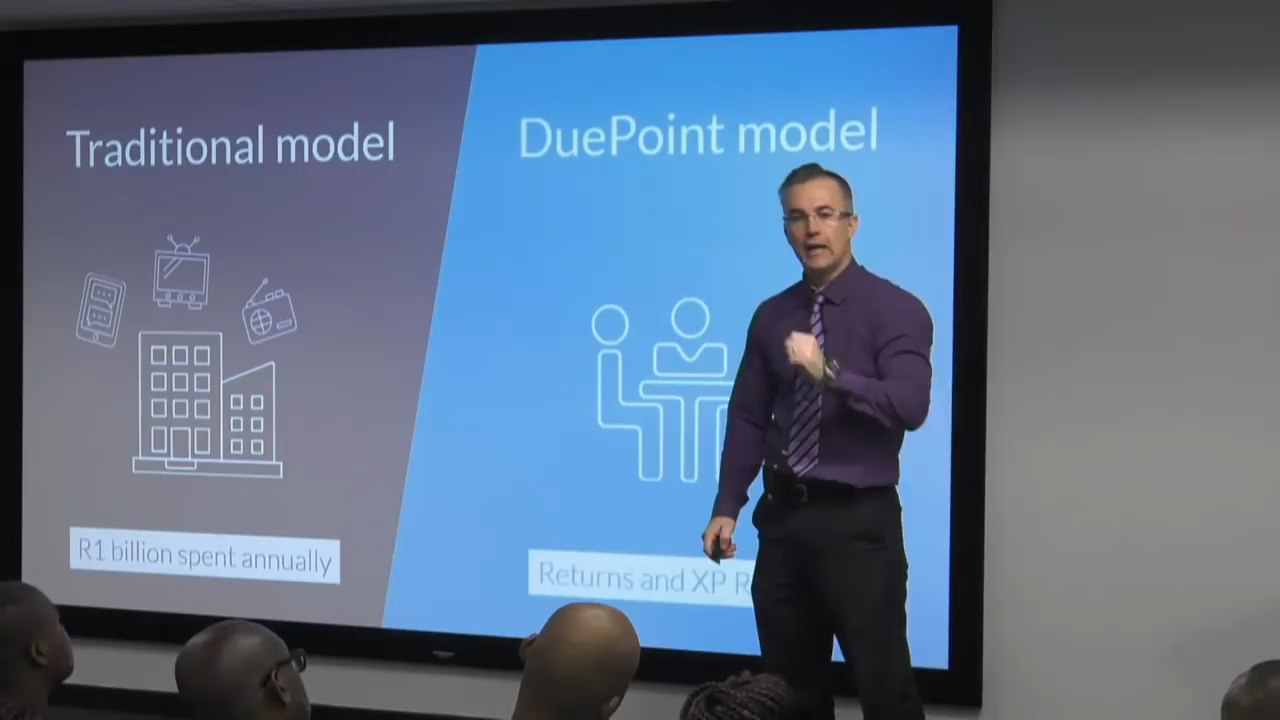 Traditional model
DuePoint model
R1 billion spent annually
Returns and XP R